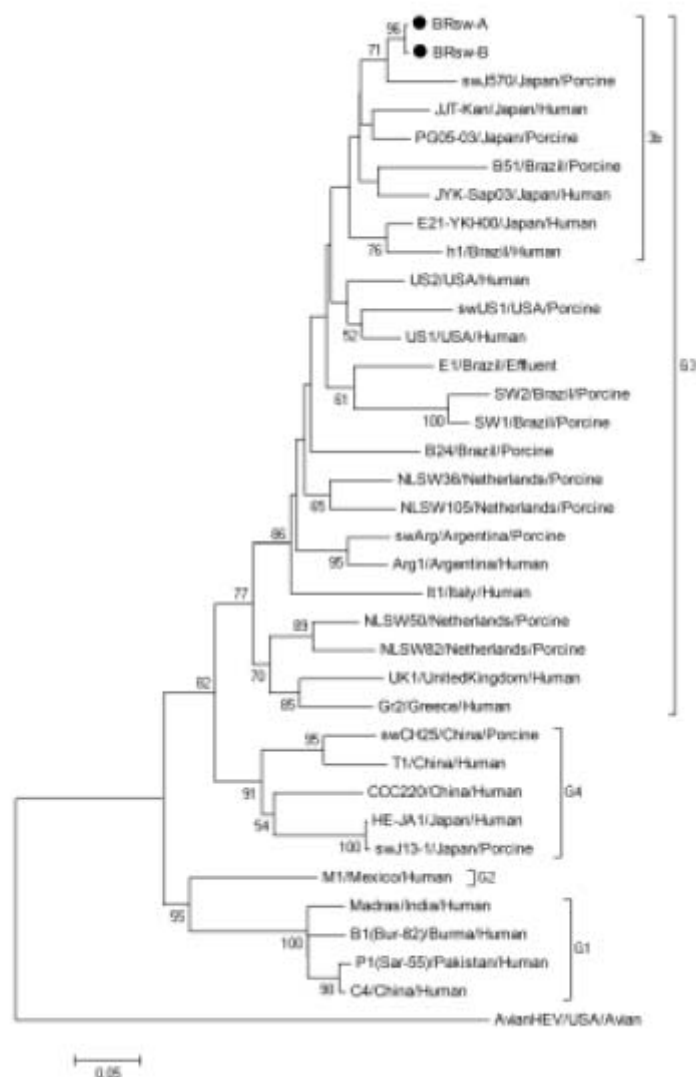 BRsw-A
96
BRsw-B
71
swJ570/Japan/Porcine
JJT-Kan/Japan/Human
PG05-03/Japan/Porcine
3b
B51/Brazil/Porcine
JYK-Sap03/Japan/Human
E21-YKH00/Japan/Human
76
h1/Brazil/Human
US2/USA/Human
swUS1/USA/Porcine
52
US1/USA/Human
G3
E1/Brazil/Effluent
61
SW2/Brazil/Porcine
100
SW1/Brazil/Porcine
B24/Brazil/Porcine
NLSW36/Netherlands/Porcine
65
NLSW105/Netherlands/Porcine
86
swArg/Argentina/Porcine
95
Arg1/Argentina/Human
It1/Italy/Human
77
NLSW50/Netherlands/Porcine
89
NLSW82/Netherlands/Porcine
70
UK1/UnitedKingdom/Human
62
85
Gr2/Greece/Human
95
swCH25/China/Porcine
T1/China/Human
91
CCC220/China/Human
G4
54
HE-JA1/Japan/Human
100
swJ13-1/Japan/Porcine
M1/Mexico/Human
G2
95
Madras/India/Human
100
B1(Bur-82)/Burma/Human
G1
P1(Sar-55)/Pakistan/Human
98
C4/China/Human
AvianHEV/USA/Avian
0.05